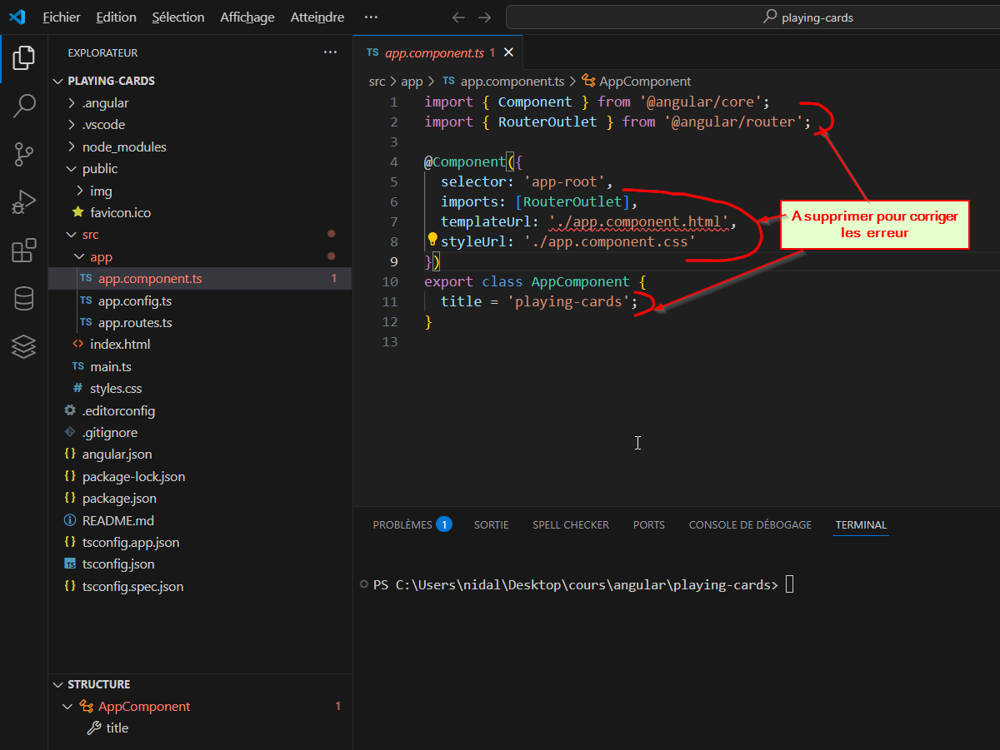 Fichier Edition Sélection Affichage Atteindre ··· playing-cards
EXPLORATEUR ···
PLAYING-CARDS
.angular
.vscode
node_modules
public
img
favicon.ico
src
app
TS app.component.ts 1
TS app.config.ts
TS app.routes.ts
<> index.html
TS main.ts
# styles.css
.editorconfig
.gitignore
{} angular.json
{} package-lock.json
{} package.json
README.md
{} tsconfig.app.json
TS tsconfig.json
{} tsconfig.spec.json
STRUCTURE
AppComponent 1
title
TS app.component.ts 1
src > app > TS app.component.ts > AppComponent
1 import { Component } from '@angular/core';
2 import { RouterOutlet } from '@angular/router';
3
4 @Component({
5 selector: 'app-root',
6 imports: [RouterOutlet],
7 templateUrl: './app.component.html',
8 styleUrl: './app.component.css'
9 })
10 export class AppComponent {
11 title = 'playing-cards';
12 }
13
A supprimer pour corriger
les erreur
PROBLÈMES 1 SORTIE SPELL CHECKER PORTS CONSOLE DE DÉBOGAGE TERMINAL
PS C:\Users\nidal\Desktop\cours\angular\playing-cards>